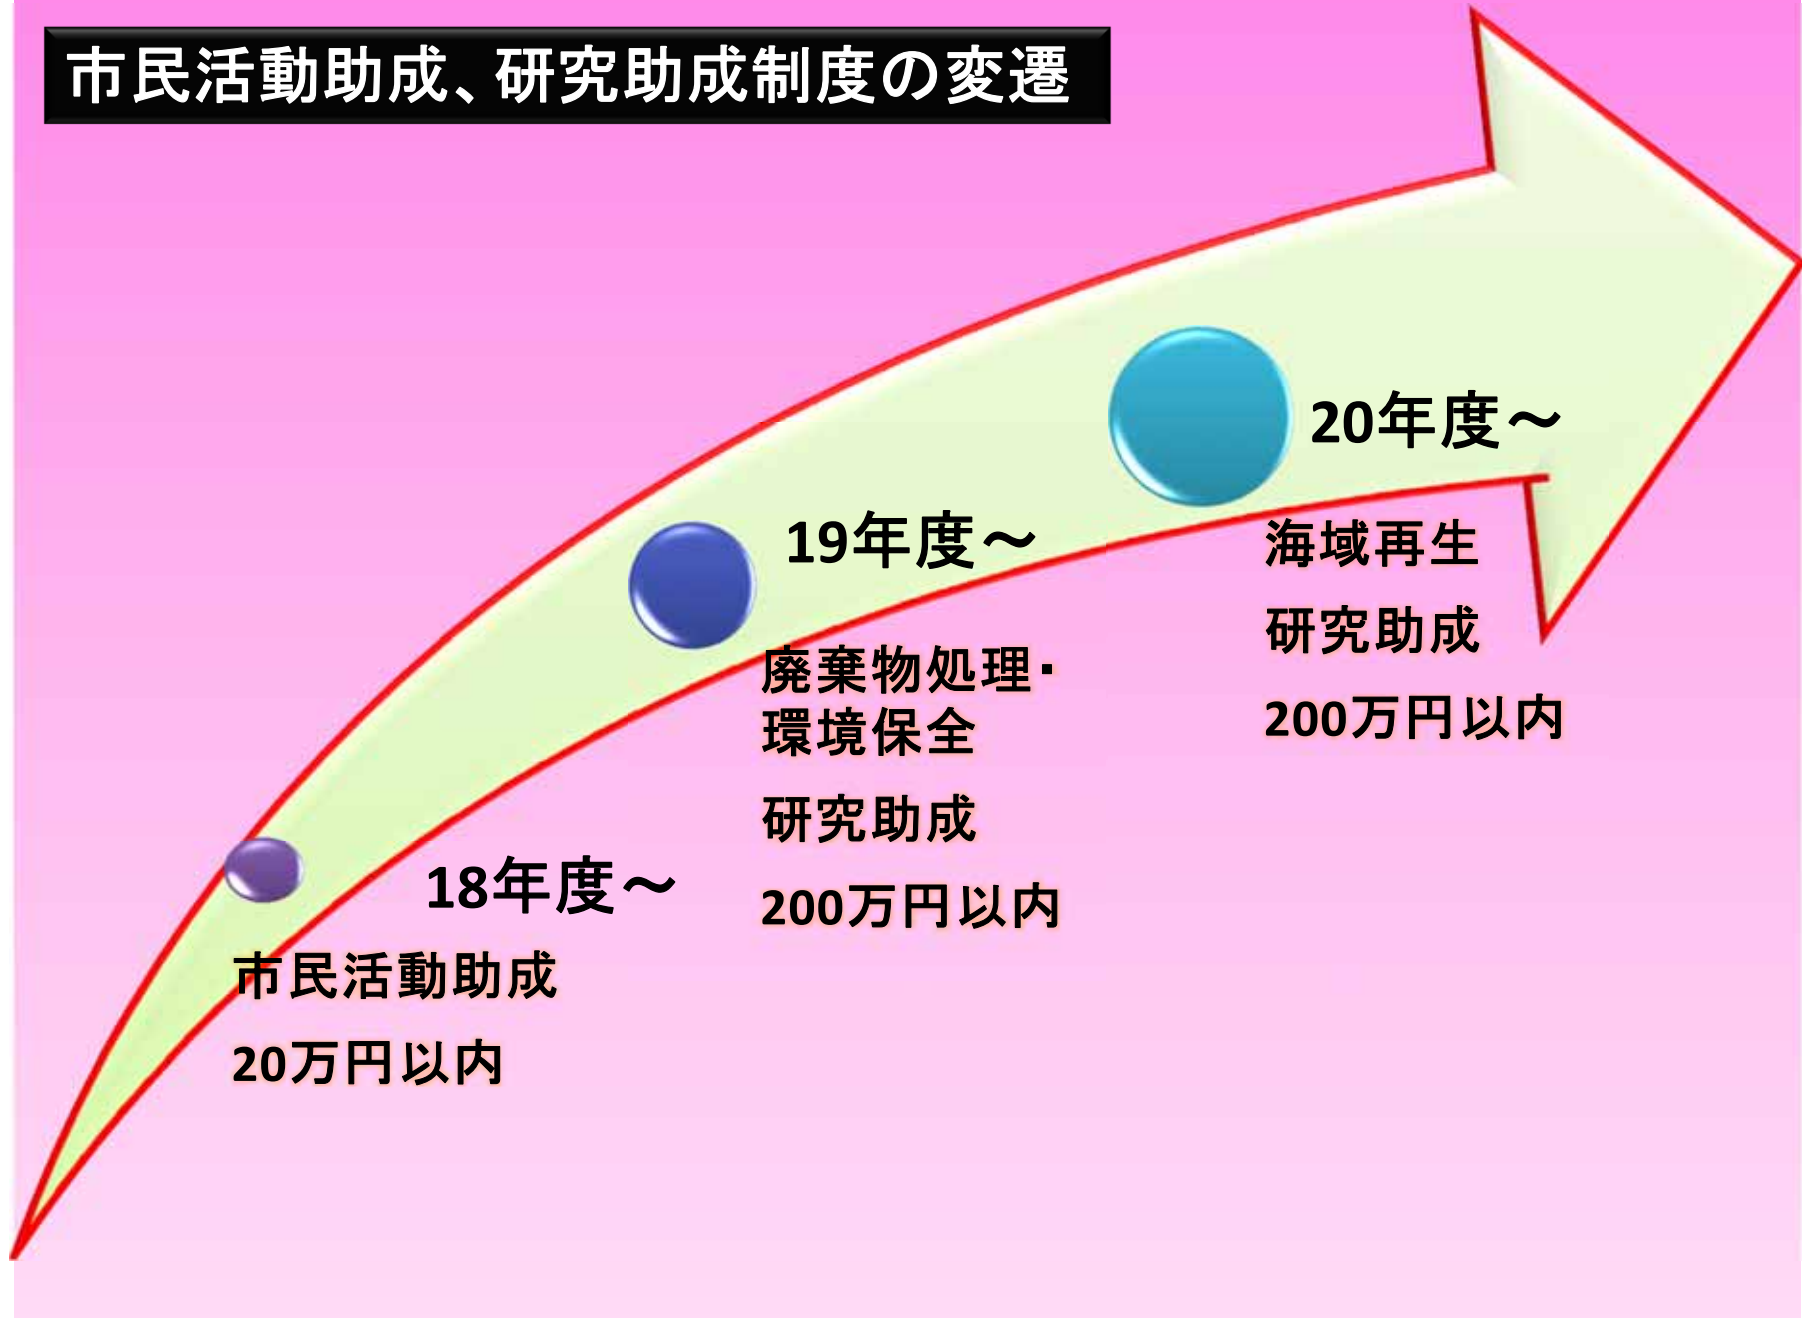 市民活動助成、研究助成制度の変遷
18年度～
市民活動助成
20万円以内
19年度～
廃棄物処理・
環境保全
研究助成
200万円以内
20年度～
海域再生
研究助成
200万円以内